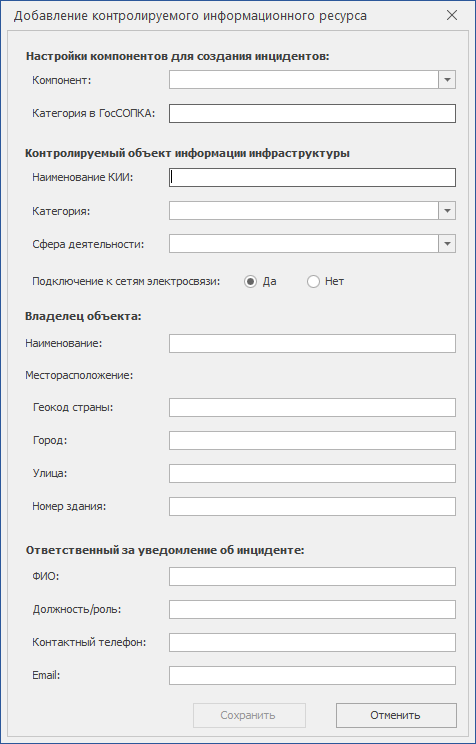 Добавление контролируемого информационного ресурса
Настройки компонентов для создания инцидентов:
Компонент:
Категория в ГосСОПКА:
Контролируемый объект информации инфраструктуры
Наименование КИИ:
Категория:
Сфера деятельности:
Подключение к сетям электросвязи: Да Нет
Владелец объекта:
Наименование:
Месторасположение:
Геокод страны:
Город:
Улица:
Номер здания:
Ответственный за уведомление об инциденте:
ФИО:
Должность/роль:
Контактный телефон:
Email:
Сохранить Отменить